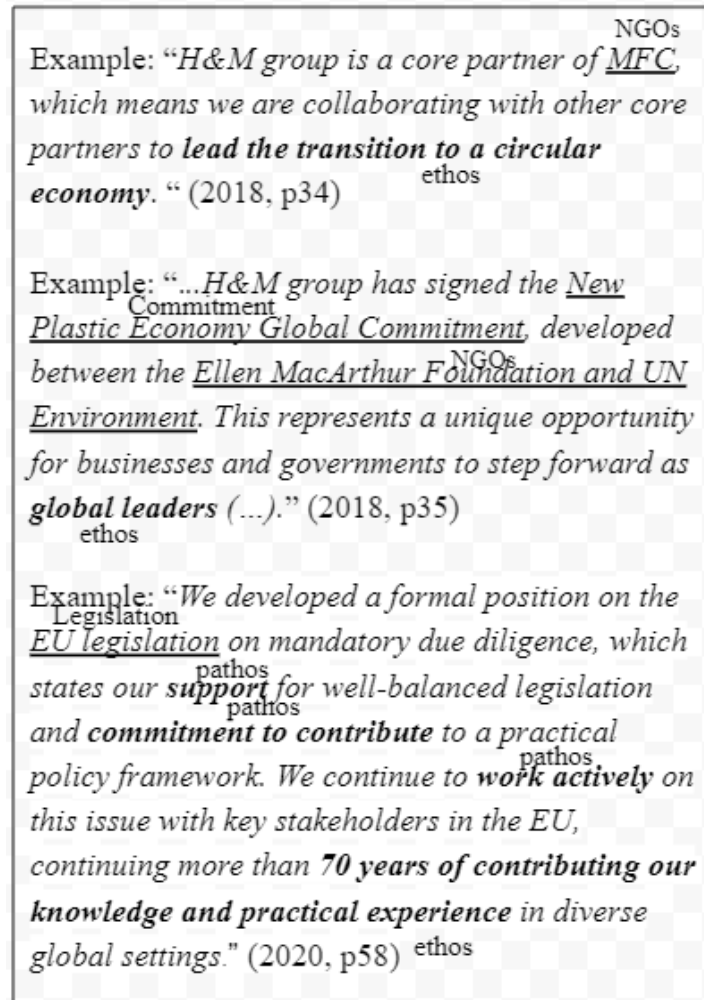 NGOs
Example: “H&M group is a core partner of MFC,
which means we are collaborating with other core
partners to lead the transition to a circular
ethos
economy. “ (2018, p34)
Example: “...H&M group has signed the New
Commitment
Plastic Economy Global Commitment, developed
NGOs
between the Ellen MacArthur Foundation and UN
Environment. This represents a unique opportunity
for businesses and governments to step forward as
global leaders (...).” (2018, p35)
ethos
Example: “We developed a formal position on the
Legislation
EU legislation on mandatory due diligence, which
pathos
states our support for well-balanced legislation
pathos
and commitment to contribute to a practical
pathos
policy framework. We continue to work actively on
this issue with key stakeholders in the EU,
continuing more than 70 years of contributing our
knowledge and practical experience in diverse
global settings." (2020, p58) ethos